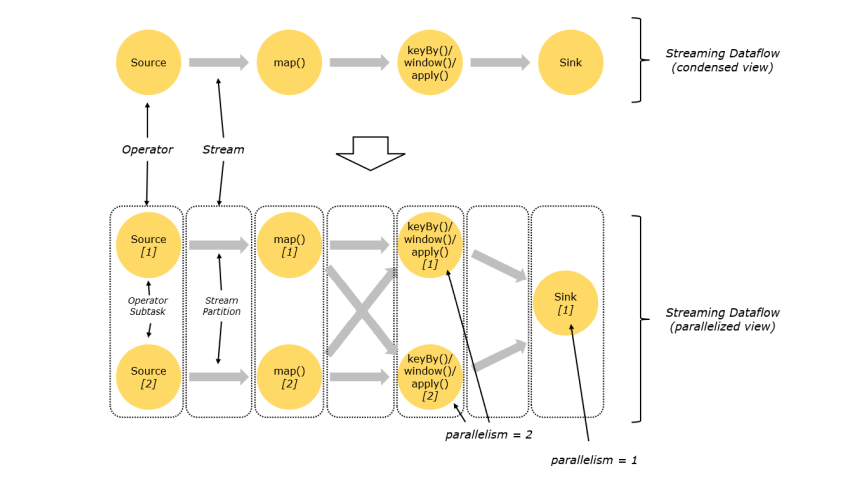 Source
map()
keyBy()/
window()/
apply()
Sink
Streaming Dataflow
(condensed view)
Operator
Stream
Source
[1]
map()
[1]
keyBy()/
window()/
apply()
[1]
Operator
Subtask
Stream
Partition
Sink
[1]
Streaming Dataflow
(parallelized view)
Source
[2]
map()
[2]
keyBy()/
window()/
apply()
[2]
parallelism = 2
parallelism = 1